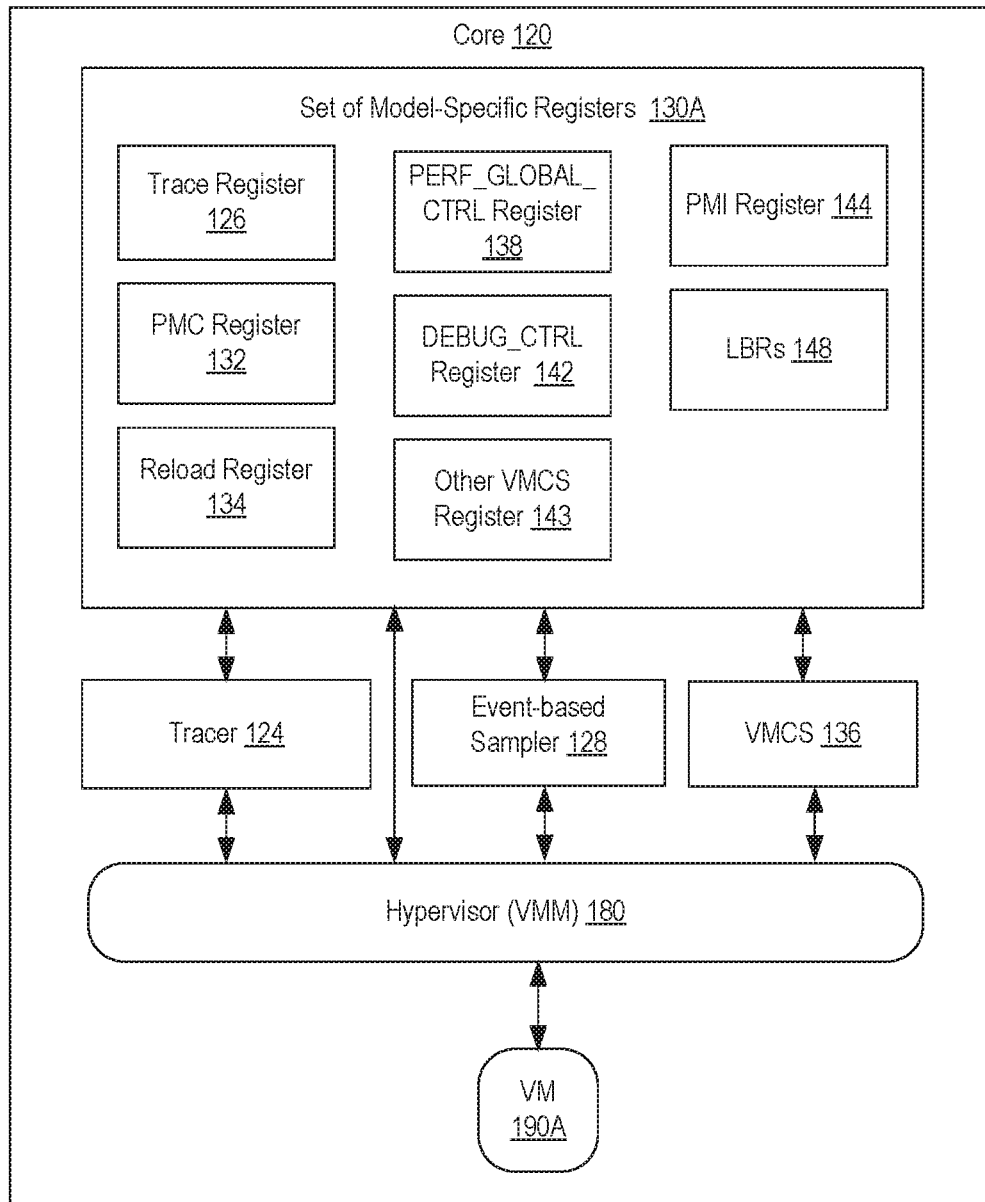 Core 120
Set of Model-Specific Registers 130A
Trace Register
126
PERF_GLOBAL_
CTRL Register
138
PMI Register 144
PMC Register
132
DEBUG_CTRL
Register 142
LBRs 148
Reload Register
134
Other VMCS
Register 143
Tracer 124
Event-based
Sampler 128
VMCS 136
Hypervisor (VMM) 180
VM
190A